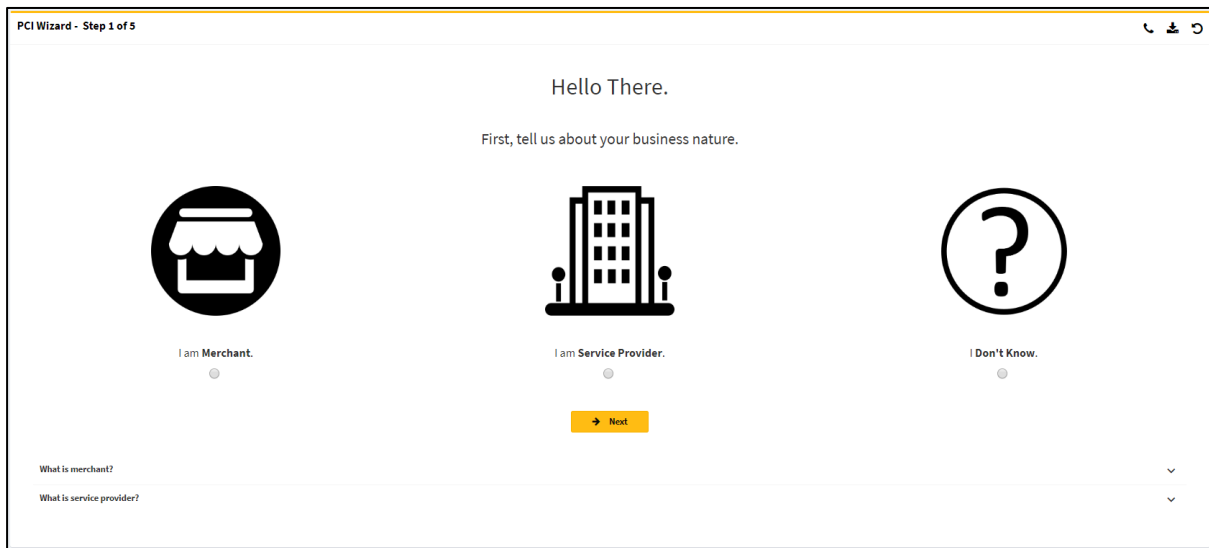 PCI Wizard - Step 1 of 5
Hello There.
First, tell us about your business nature.
I am Merchant.
I am Service Provider.
I Don't Know.
Next
What is merchant?
What is service provider?